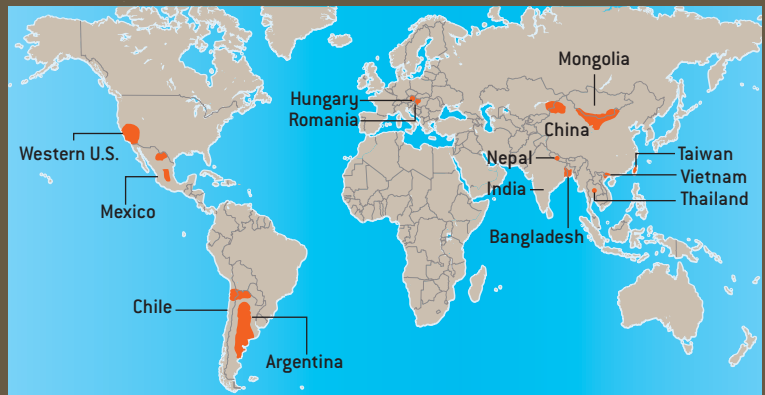 Mongolia
Hungary
Romania
China
Western U.S.
Nepal
Taiwan
India
Vietnam
Mexico
Thailand
Bangladesh
Chile
Argentina